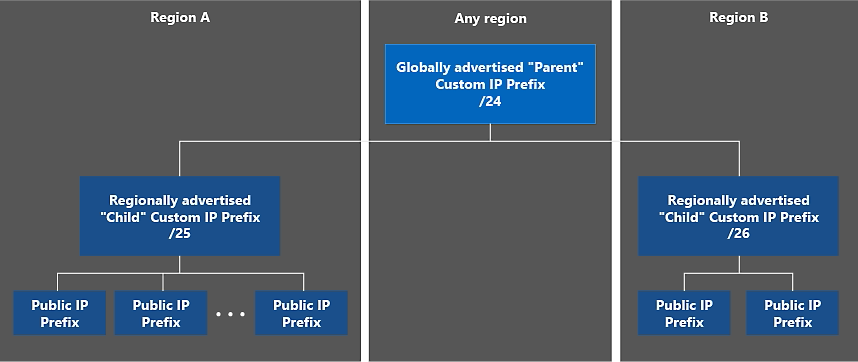 Region A
Any region
Region B
Globally advertised "Parent"
Custom IP Prefix
/24
Regionally advertised
"Child" Custom IP Prefix
/25
Regionally advertised
"Child" Custom IP Prefix
/26
Public IP
Prefix
Public IP
Prefix
...
Public IP
Prefix
Public IP
Prefix
Public IP
Prefix